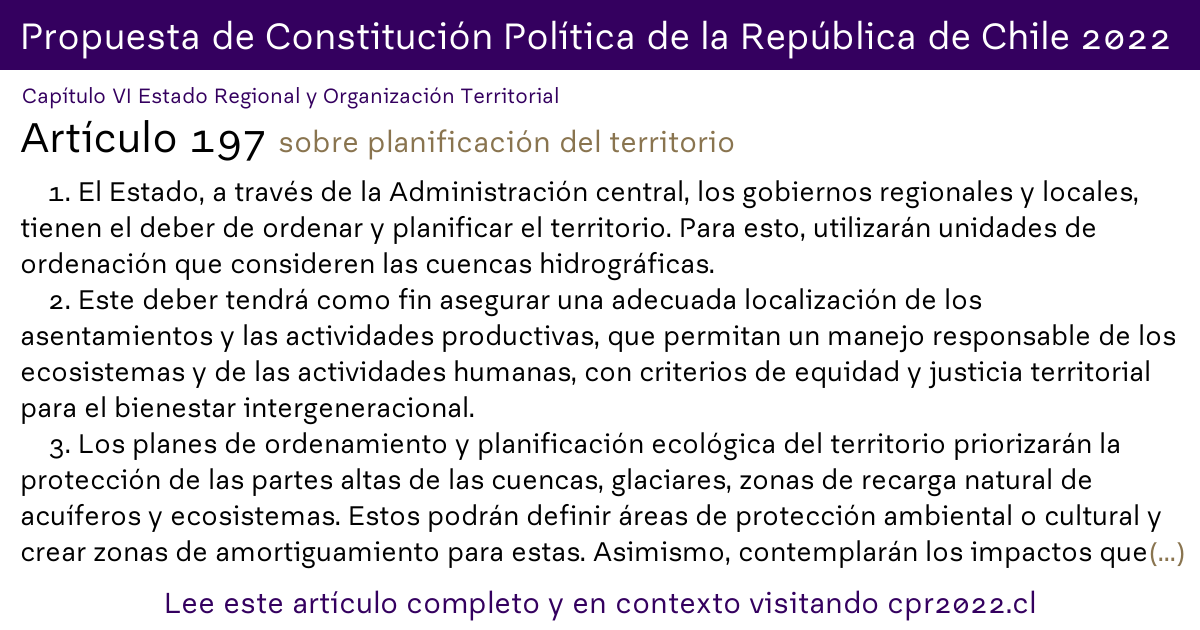 Propuesta de Constitución Política de la República de Chile 2022
Capítulo VI Estado Regional y Organización Territorial
Artículo 197 sobre planificación del territorio
1. El Estado, a través de la Administración central, los gobiernos regionales y locales,
tienen el deber de ordenar y planificar el territorio. Para esto, utilizarán unidades de
ordenación que consideren las cuencas hidrográficas.
2. Este deber tendrá como fin asegurar una adecuada localización de los
asentamientos y las actividades productivas, que permitan un manejo responsable de los
ecosistemas y de las actividades humanas, con criterios de equidad y justicia territorial
para el bienestar intergeneracional.
3. Los planes de ordenamiento y planificación ecológica del territorio priorizarán la
protección de las partes altas de las cuencas, glaciares, zonas de recarga natural de
acuíferos y ecosistemas. Estos podrán definir áreas de protección ambiental o cultural y
crear zonas de amortiguamiento para estas. Asimismo, contemplarán los impactos que(...)
Lee este artículo completo y en contexto visitando cpr2022.cl